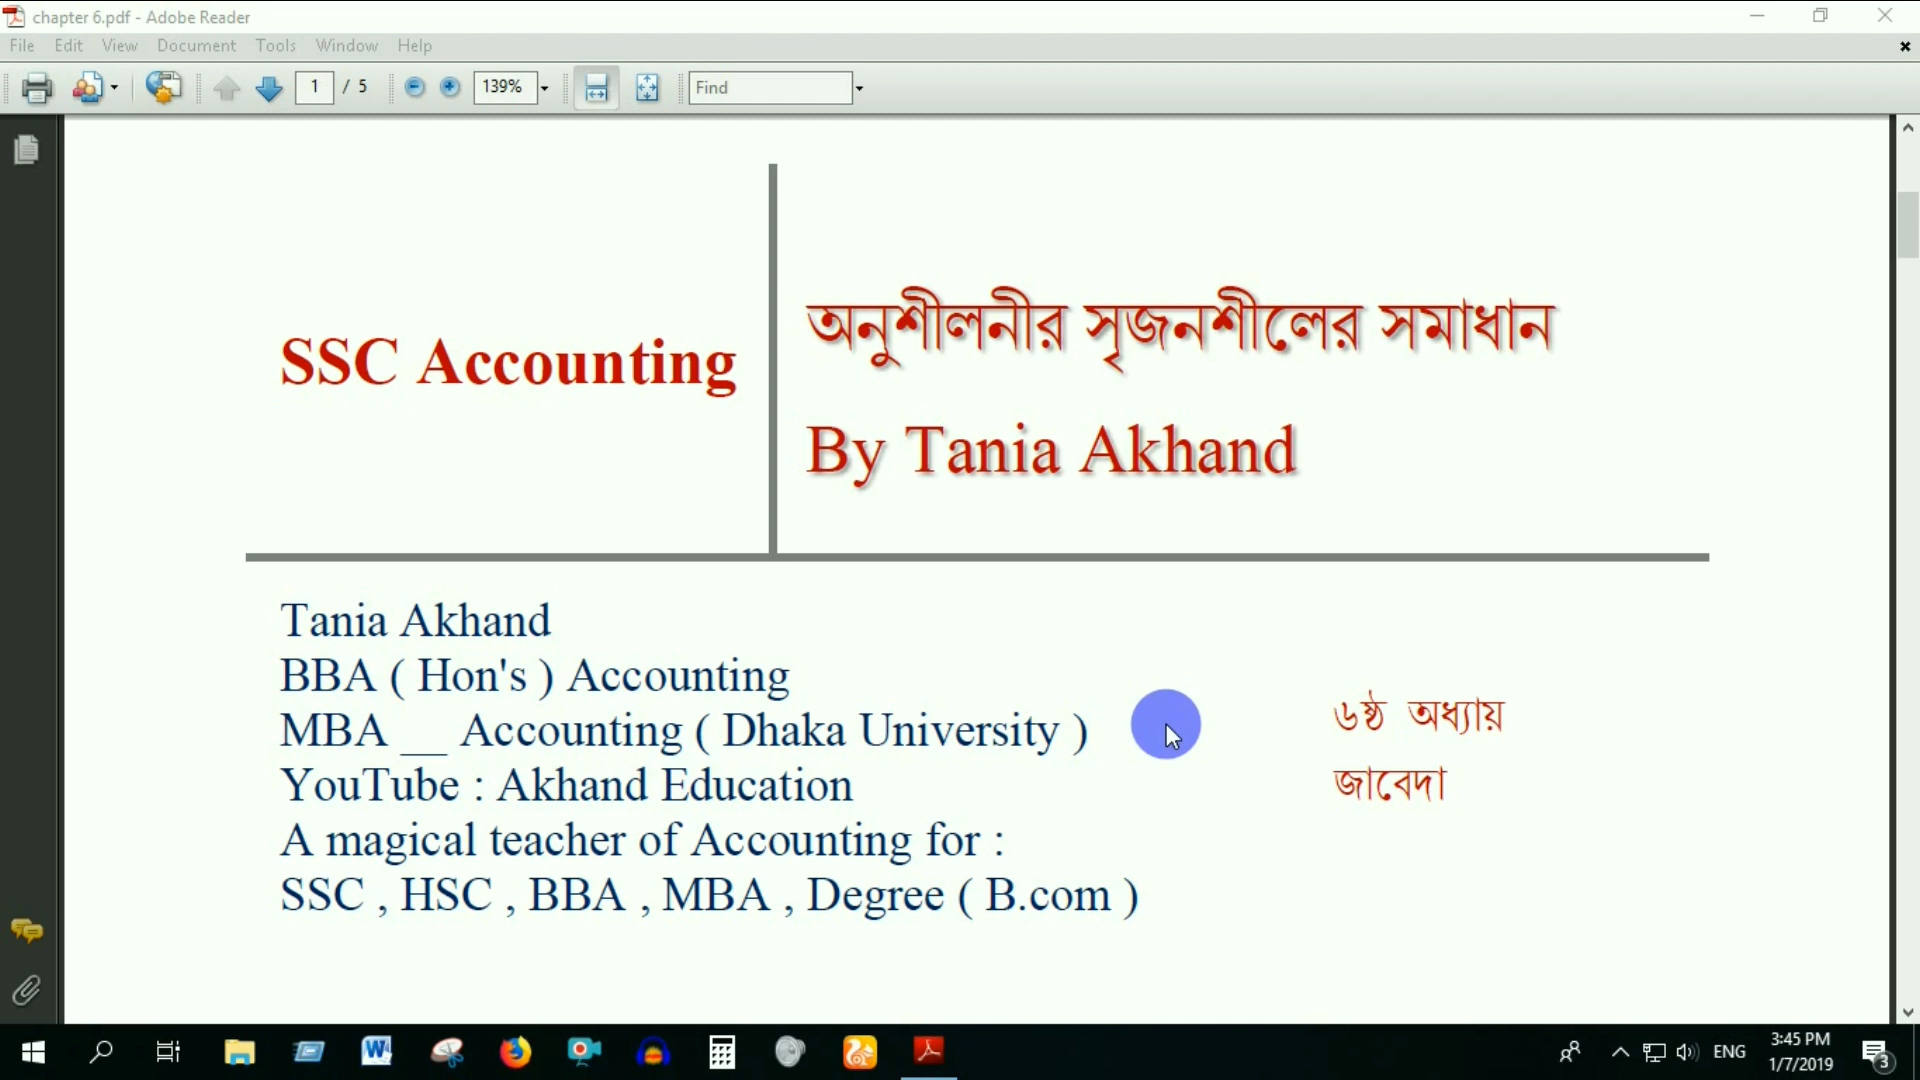 chapter 6.pdf - Adobe Reader
File Edit View Document Tools Window Help
1 / 5 139% Find
SSC Accounting
অনুশীলনীর সৃজনশীলের সমাধান
By Tania Akhand
Tania Akhand
BBA ( Hon's ) Accounting
MBA __ Accounting ( Dhaka University )
YouTube : Akhand Education
A magical teacher of Accounting for :
SSC , HSC , BBA , MBA , Degree ( B.com )
৬ষ্ঠ অধ্যায়
জাবেদা
ENG
3:45 PM
1/7/2019
3